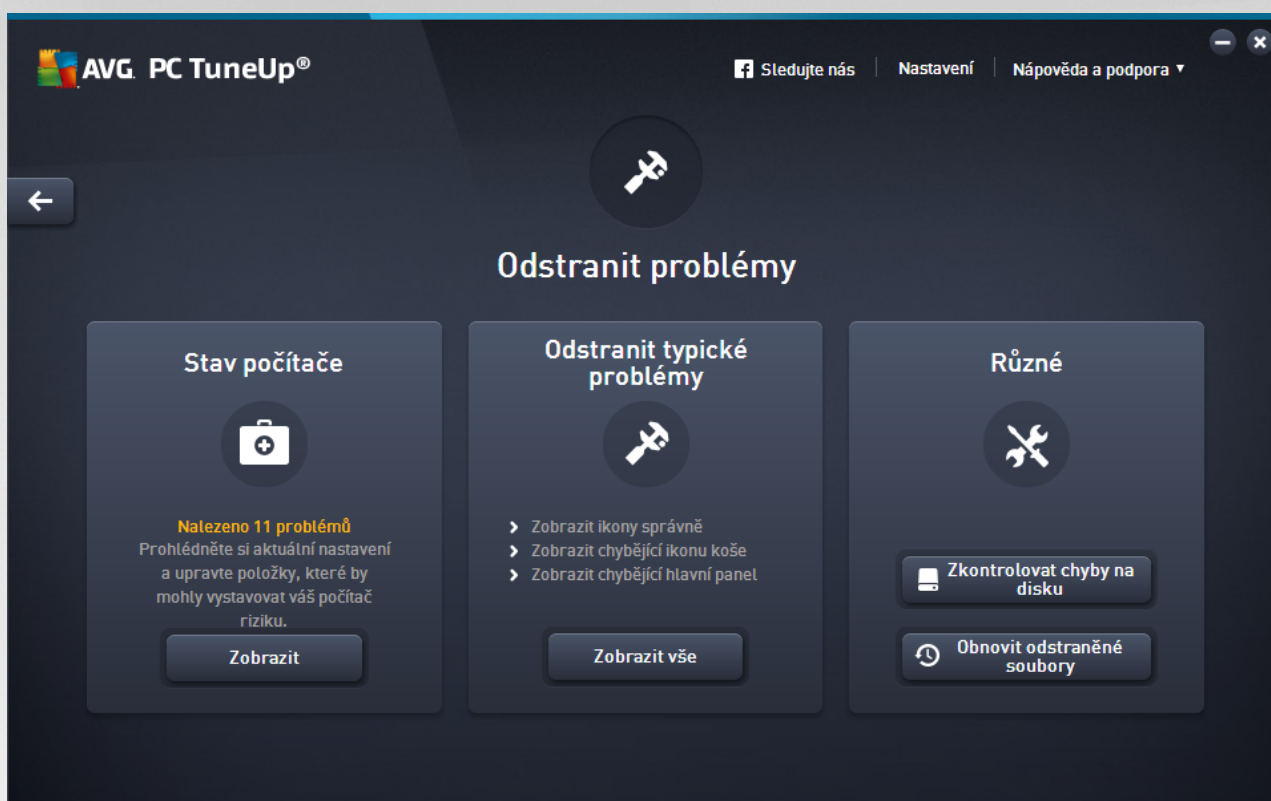 AVG. PC TuneUp®
Sledujte nás
Nastavení
Nápověda a podpora
Odstranit problémy
Stav počítače
Nalezeno 11 problémů
Prohlédněte si aktuální nastavení
a upravte položky, které by
mohly vystavovat váš počítač
riziku.
Zobrazit
Odstranit typické
problémy
Zobrazit ikony správně
Zobrazit chybějící ikonu koše
Zobrazit chybějící hlavní panel
Zobrazit vše
Různé
Zkontrolovat chyby na
disku
Obnovit odstraněné
soubory